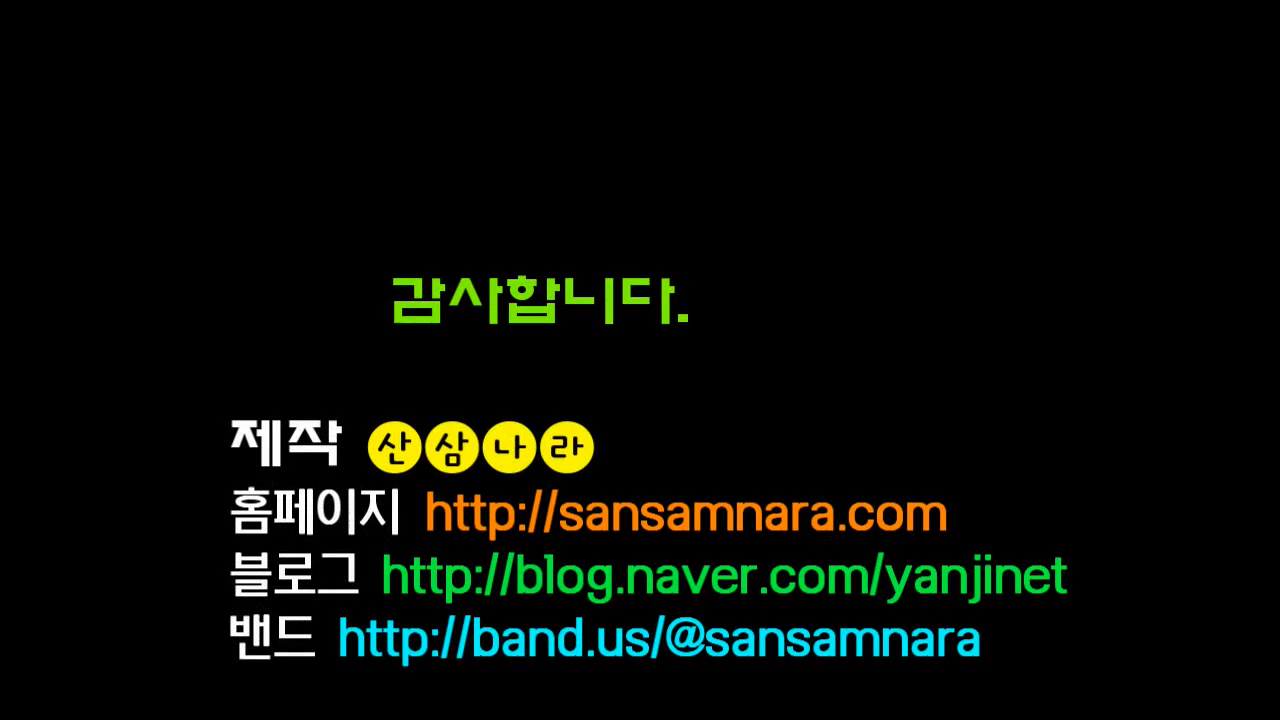 감사합니다.
제작 산삼나라
홈페이지 http://sansamnara.com
블로그 http://blog.naver.com/yanjinet
밴드 http://band.us/@sansamnara